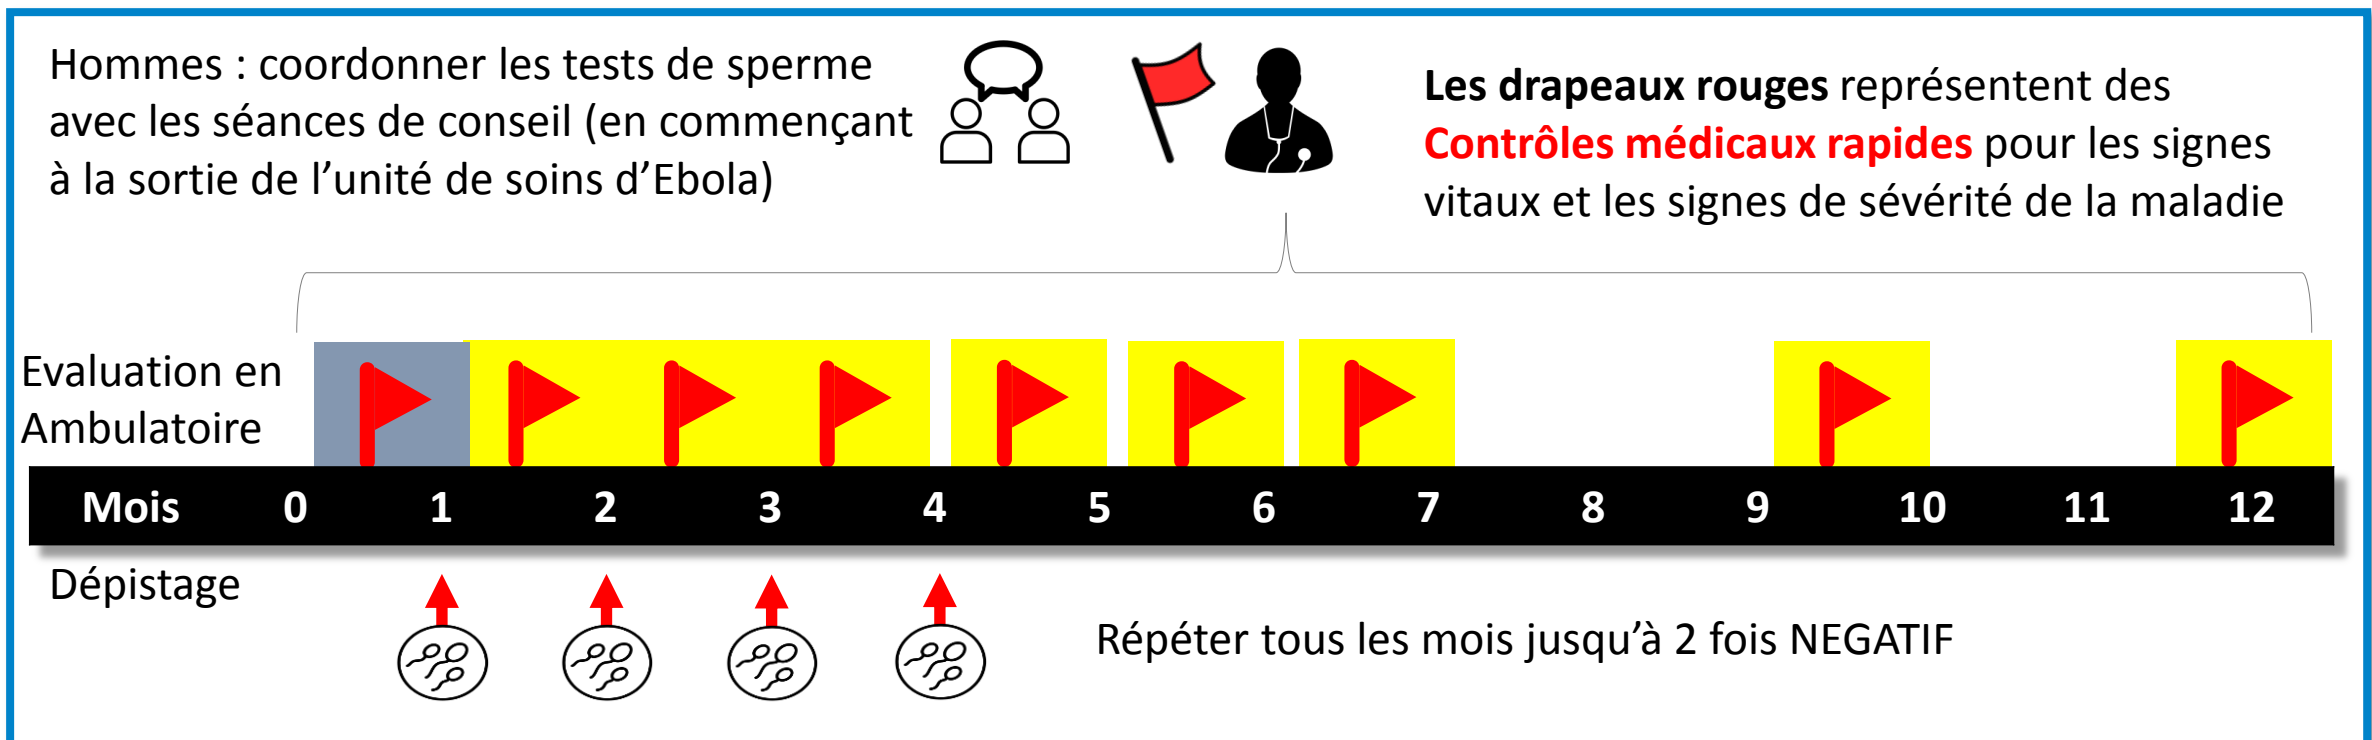 Hommes : coordonner les tests de sperme
avec les séances de conseil (en commençant
à la sortie de l’unité de soins d’Ebola)
Les drapeaux rouges représentent des
Contrôles médicaux rapides pour les signes
vitaux et les signes de sévérité de la maladie
Evaluation en
Ambulatoire
Mois 0 1 2 3 4 5 6 7 8 9 10 11 12
Dépistage
Répéter tous les mois jusqu’à 2 fois NEGATIF